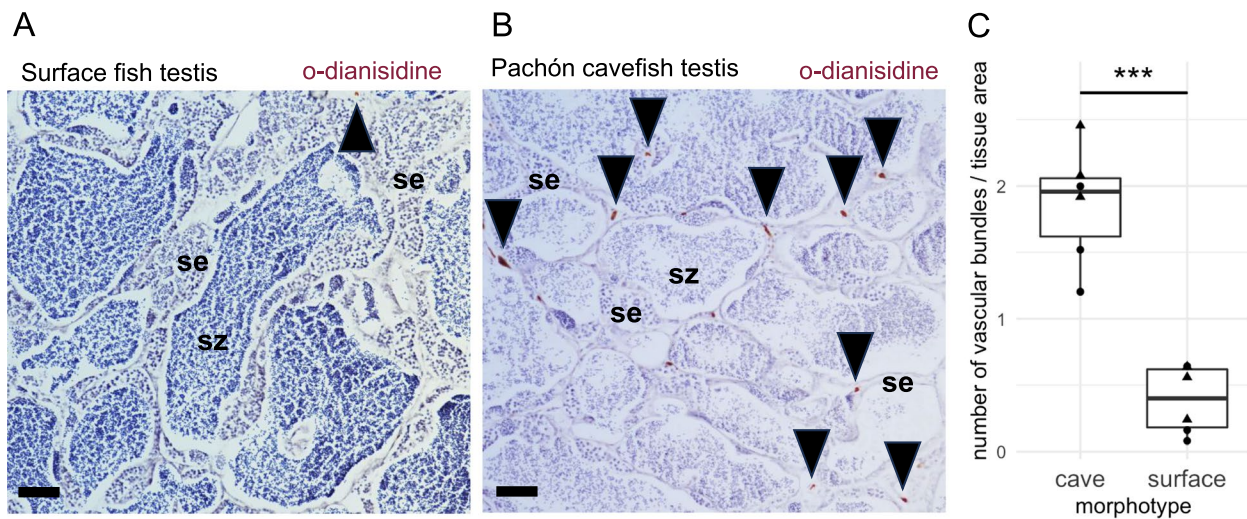 A
Surface fish testis
o-dianisidine
se
se
sz
B
Pachón cavefish testis
o-dianisidine
se
sz
se
se
C
number of vascular bundles / tissue area
***
2
1
0
cave
surface
morphotype